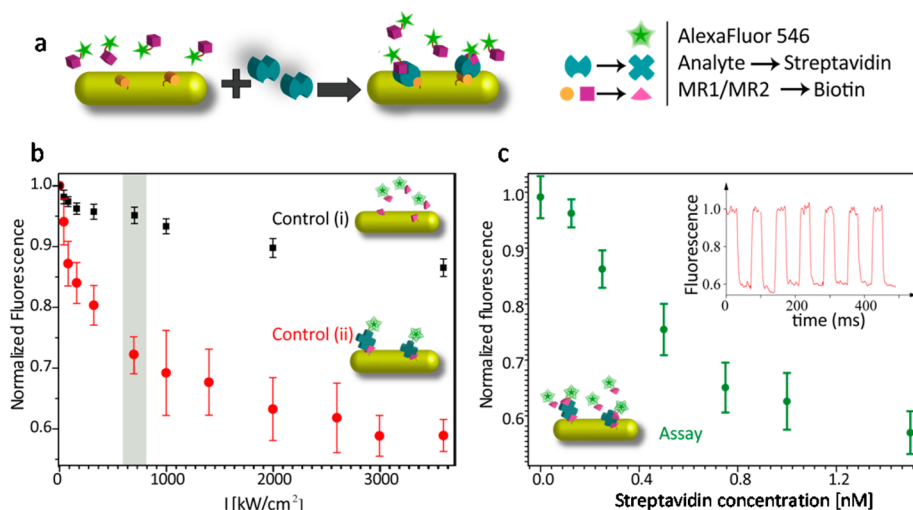 a
AlexaFluor 546
Analyte → Streptavidin
MR1/MR2 → Biotin
b
Normalized Fluorescence
1.0
0.9
0.8
0.7
0.6
0
1000
2000
3000
I [kW/cm²]
Control (i)
Control (ii)
c
Normalized fluorescence
1.0
0.9
0.8
0.7
0.6
0.0
0.4
0.8
1.2
Streptavidin concentration [nM]
Assay
Fluorescence
1.0
0.8
0.6
0
200
400
time (ms)